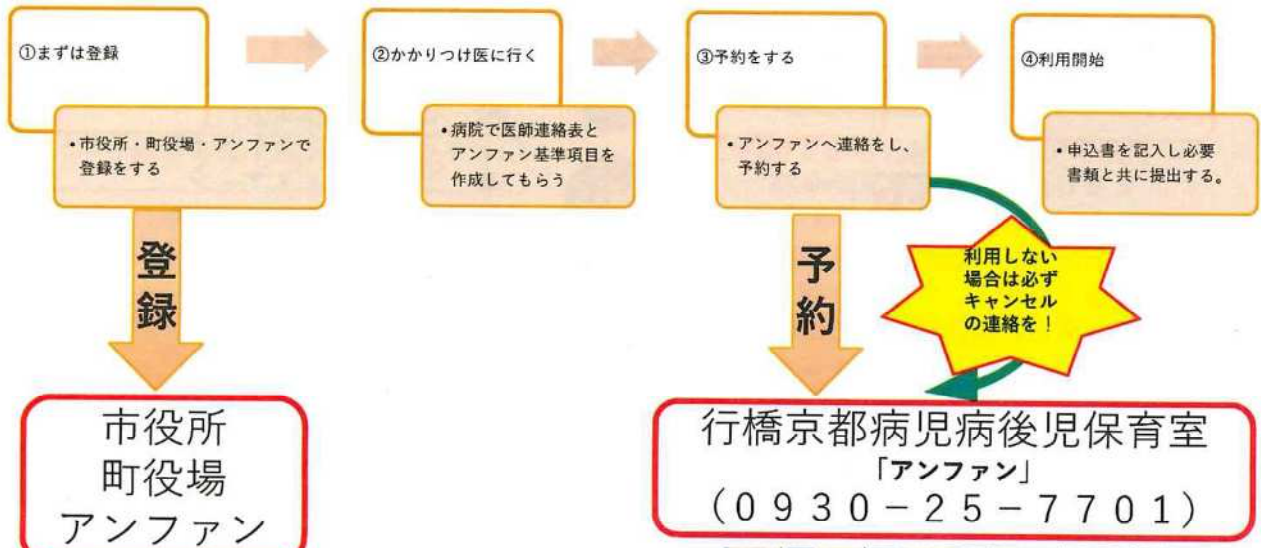 ①まずは登録
・市役所・町役場・アンファンで
登録をする
②かかりつけ医に行く
・病院で医師連絡表と
アンファン基準項目を
作成してもらう
③予約をする
・アンファンへ連絡をし、
予約する
④利用開始
・申込書を記入し必要
書類と共に提出する。
登録
予約
利用しない
場合は必ず
キャンセル
の連絡を！
市役所
町役場
アンファン
行橋京都病児病後児保育室
「アンファン」
(０９３０－２５－７７０１)